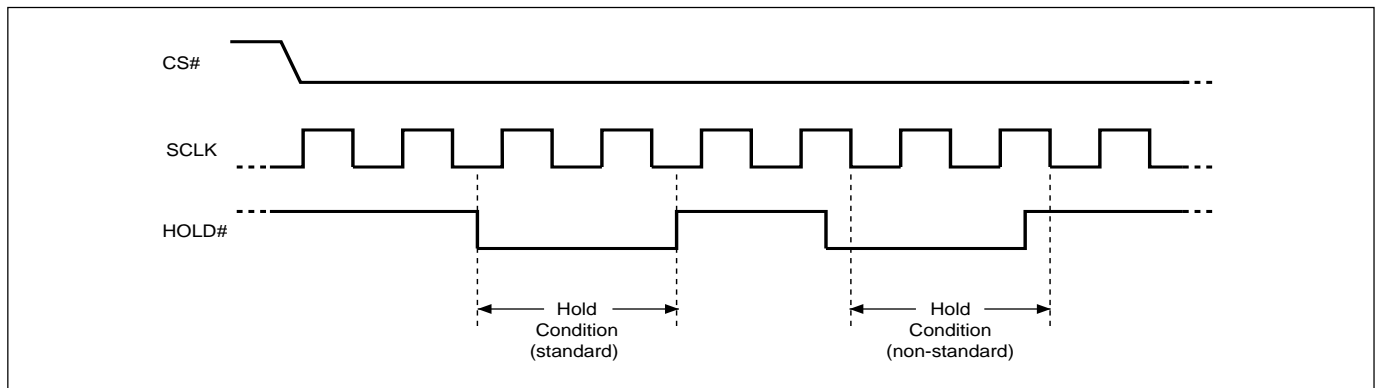 CS#
SCLK
HOLD#
Hold
Condition
(standard)
Hold
Condition
(non-standard)